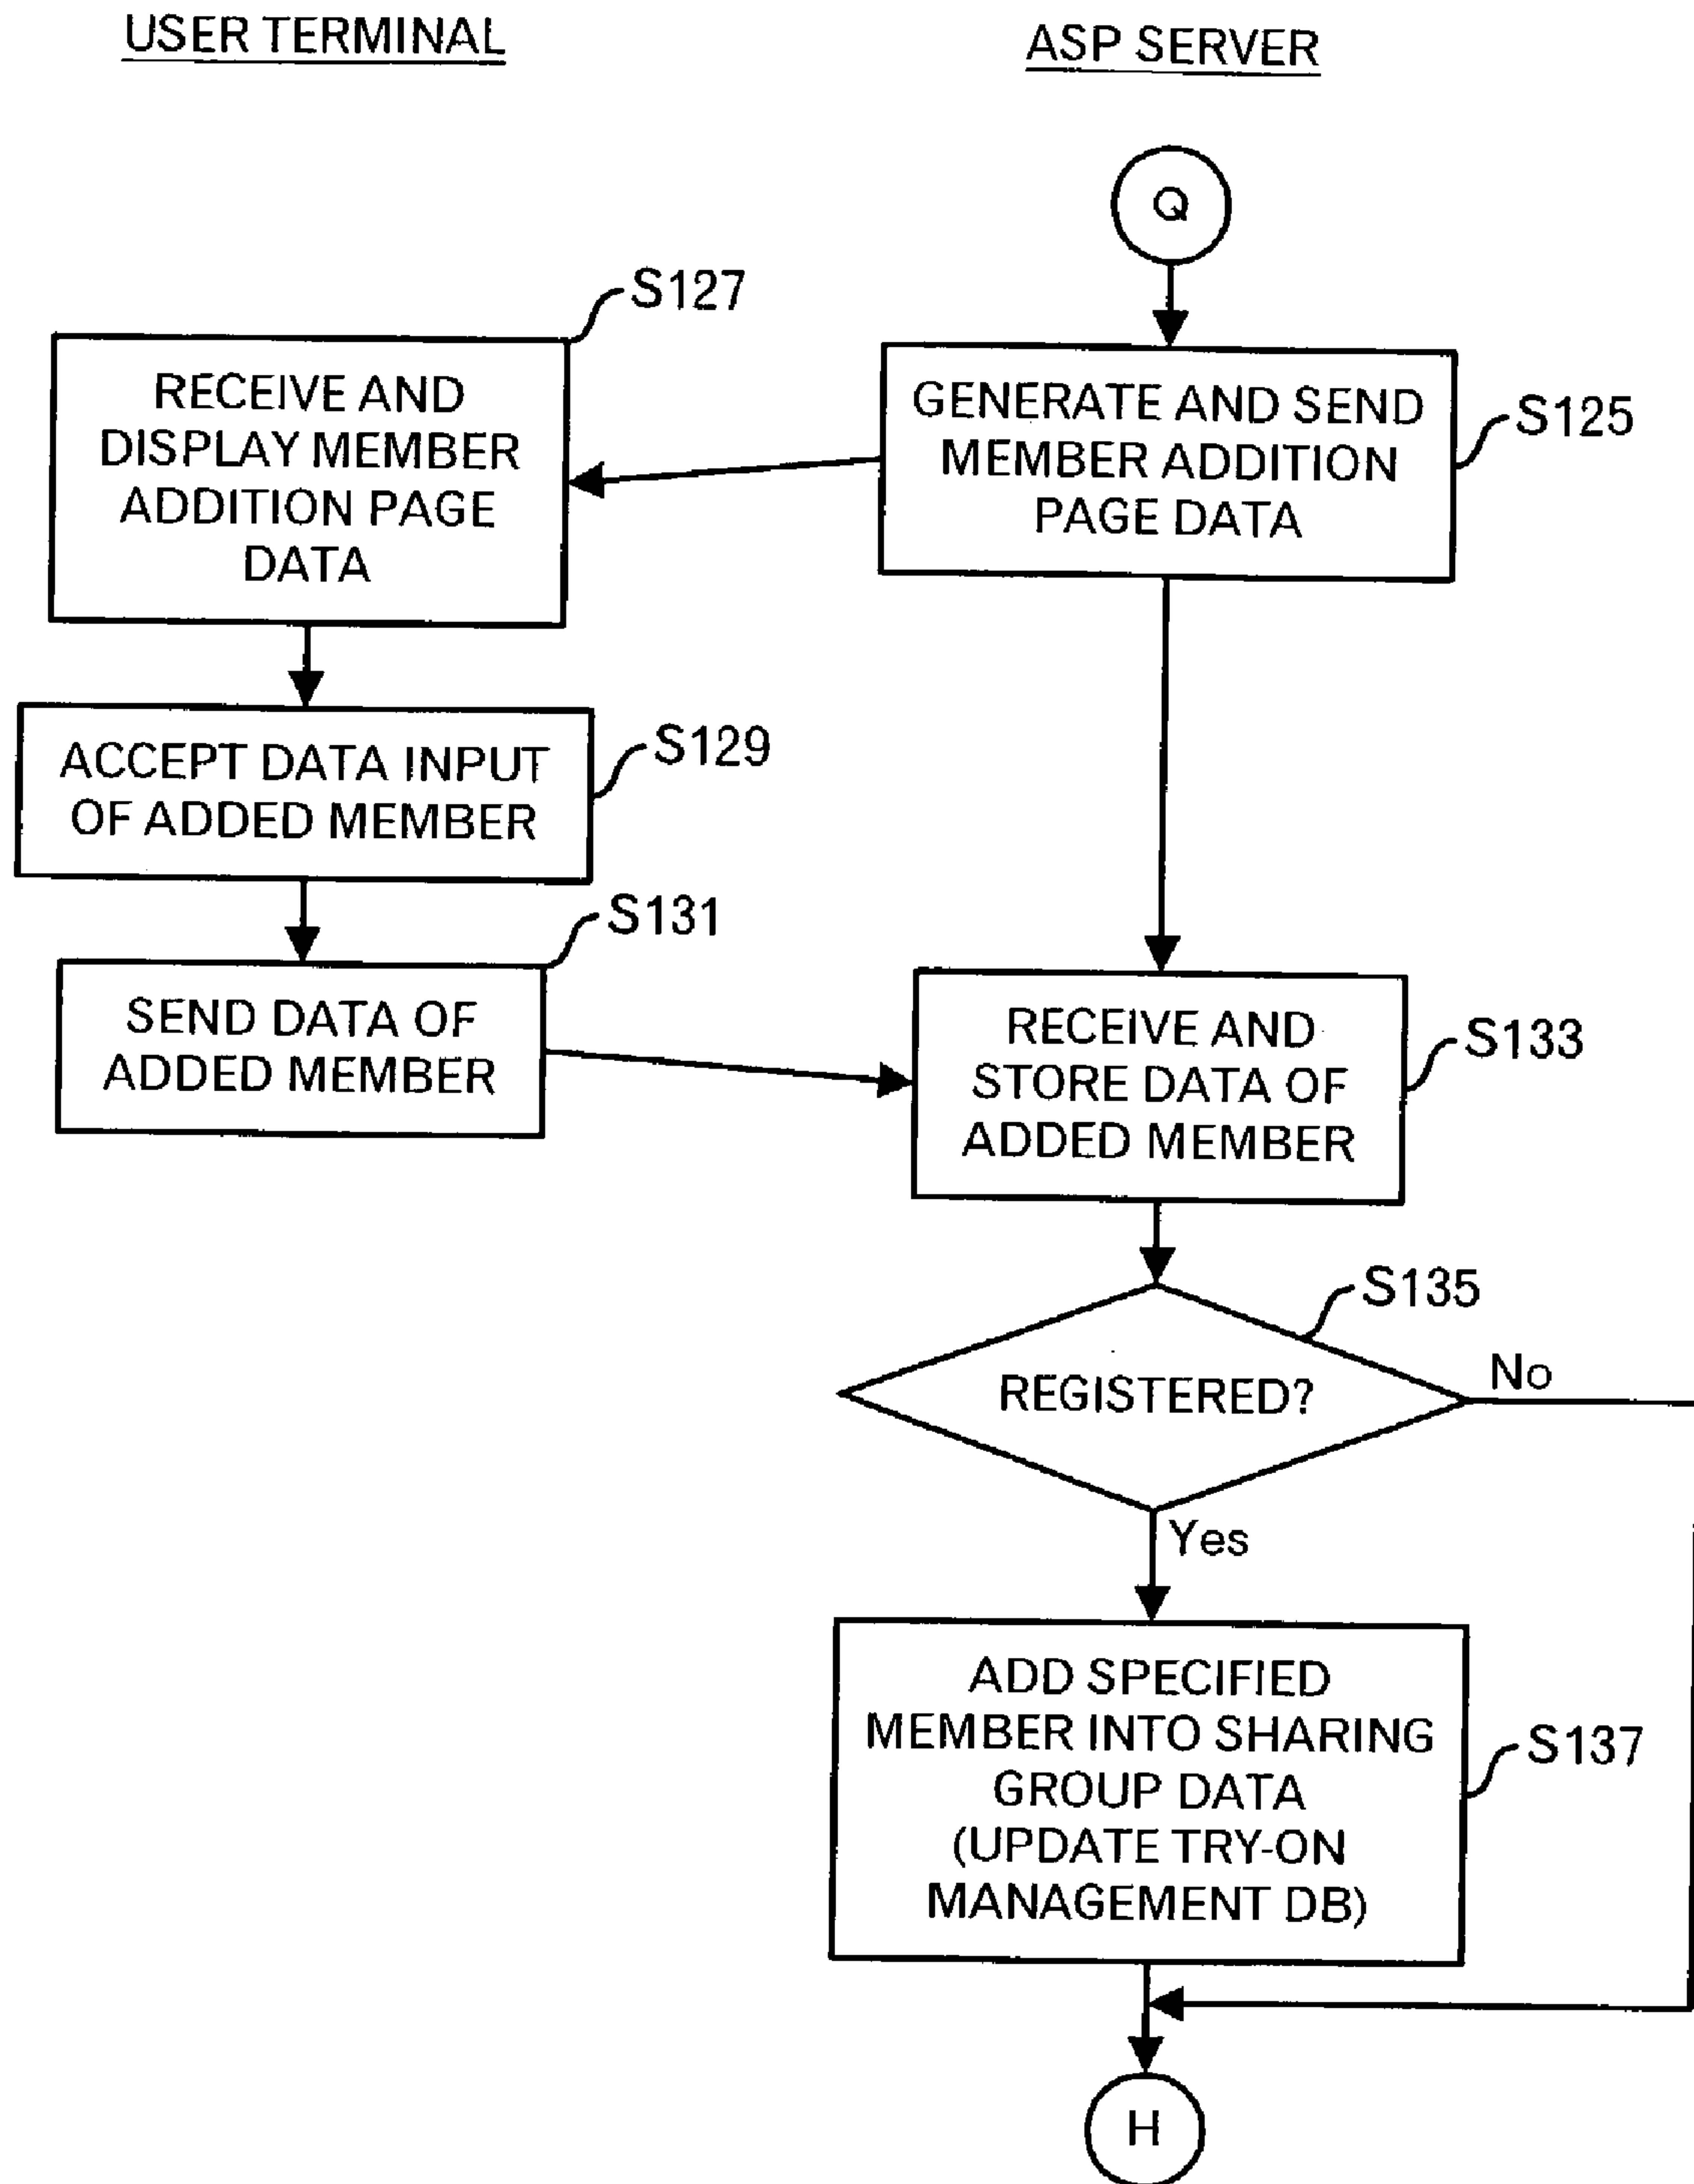 USER TERMINAL
ASP SERVER
Q
S127
RECEIVE AND
DISPLAY MEMBER
ADDITION PAGE
DATA
GENERATE AND SEND
MEMBER ADDITION
PAGE DATA
S125
ACCEPT DATA INPUT
OF ADDED MEMBER
S129
S131
SEND DATA OF
ADDED MEMBER
RECEIVE AND
STORE DATA OF
ADDED MEMBER
S133
S135
REGISTERED?
No
Yes
ADD SPECIFIED
MEMBER INTO SHARING
GROUP DATA
(UPDATE TRY-ON
MANAGEMENT DB)
S137
H